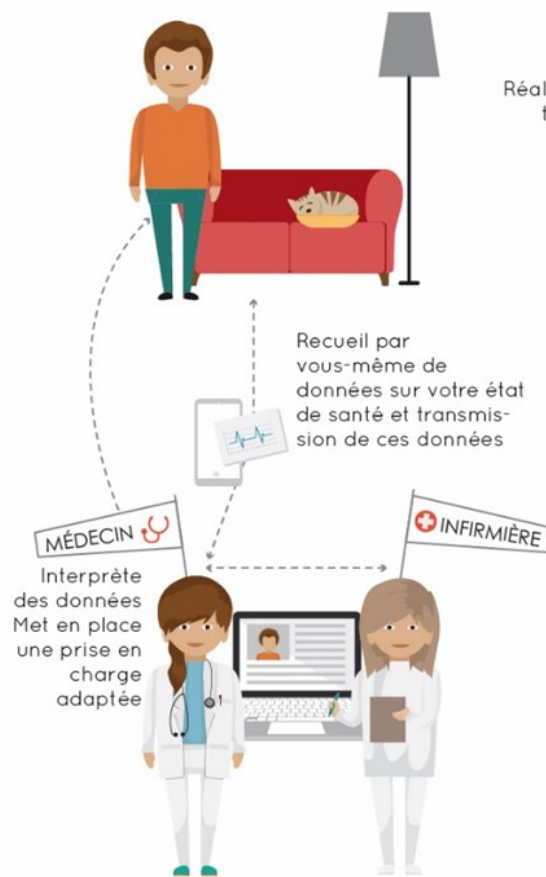 Recueil par
vous-même de
données sur votre état
de santé et transmis-
sion de ces données
MÉDECIN
INFIRMIÈRE
Interprète
des données
Met en place
une prise en
charge
adaptée